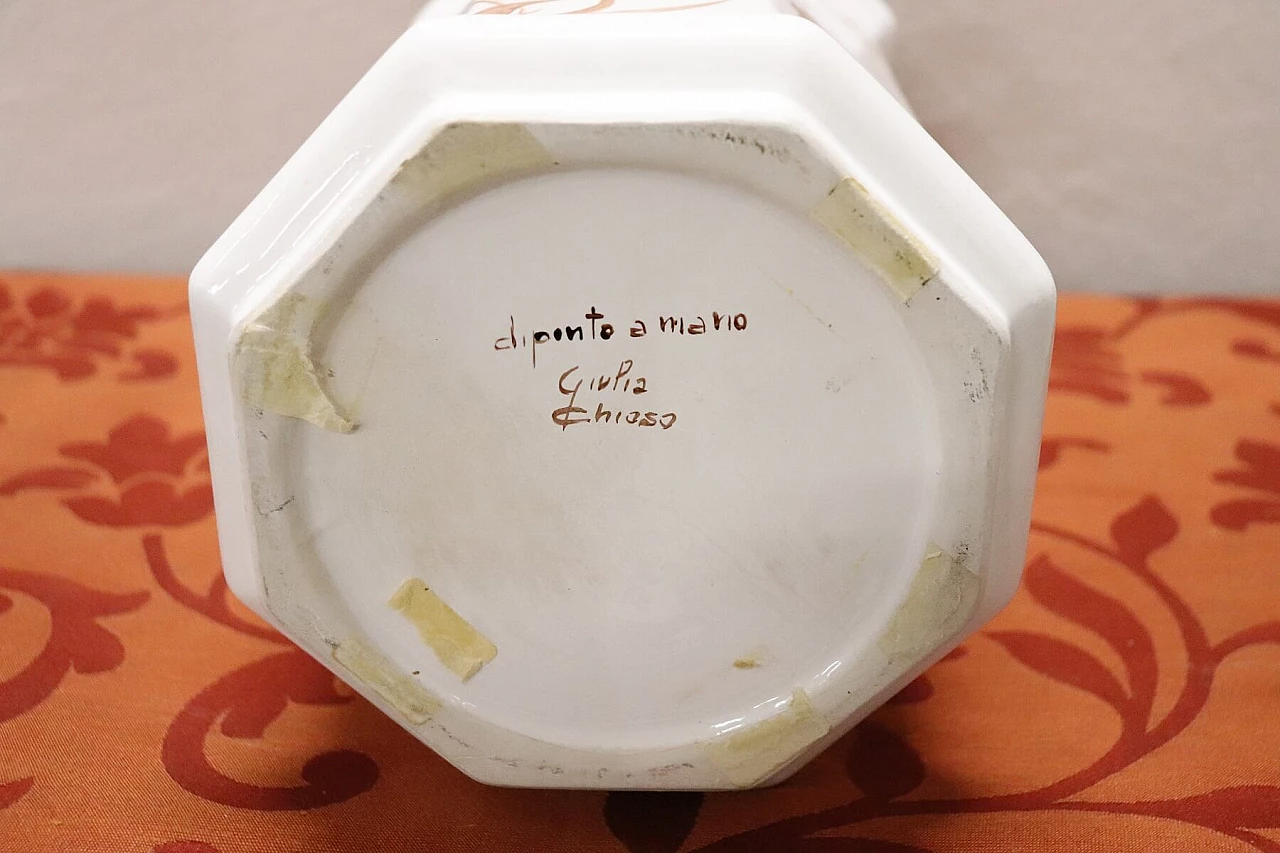 dipinto a mano
Giulia
Chioso